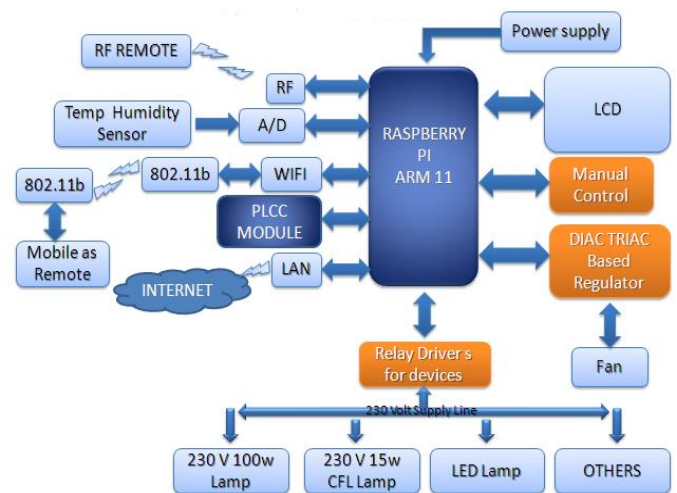 Power supply
RF REMOTE
RF
LCD
Temp Humidity
Sensor
A/D
RASPBERRY
PI
ARM 11
802.11b
802.11b
WIFI
Manual
Control
PLCC
MODULE
Mobile as
Remote
DIAC TRIAC
Based
Regulator
LAN
INTERNET
Relay Driver s
for devices
Fan
230 Volt Supply Line
230 V 100w
Lamp
230 V 15w
CFL Lamp
LED Lamp
OTHERS